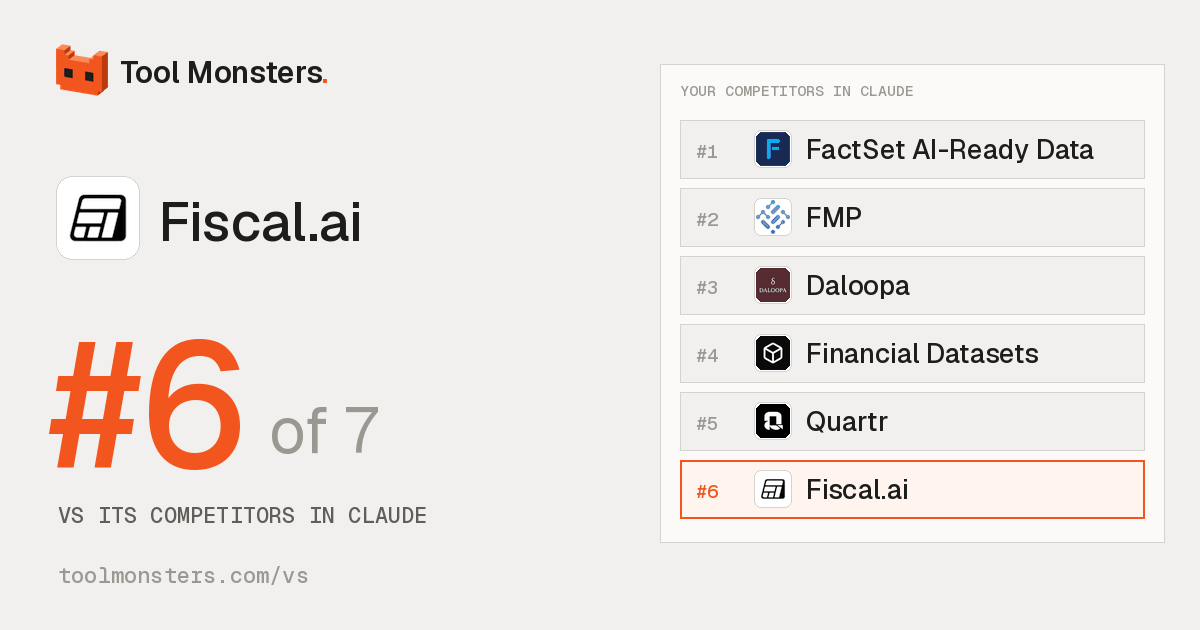 Tool Monsters.
Fiscal.ai
#6 of 7
VS ITS COMPETITORS IN CLAUDE
toolmonsters.com/vs
YOUR COMPETITORS IN CLAUDE
#1 F FactSet AI-Ready Data
#2 FMP
#3 DALOOPA Daloopa
#4 Financial Datasets
#5 Quartr
#6 Fiscal.ai